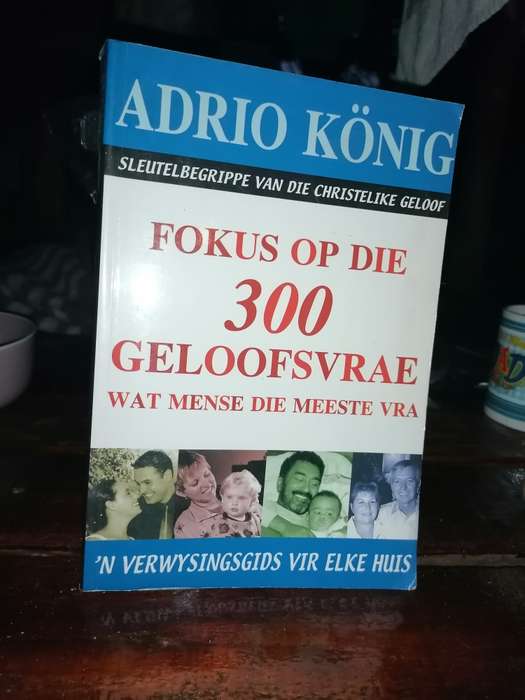 ADRIO KÖNIG
SLEUTELBEGRIPPE VAN DIE CHRISTELIKE GELOOF
FOKUS OP DIE
300
GELOOFSVRAE
WAT MENSE DIE MEESTE VRA
'N VERWYSINGSGIDS VIR ELKE HUIS